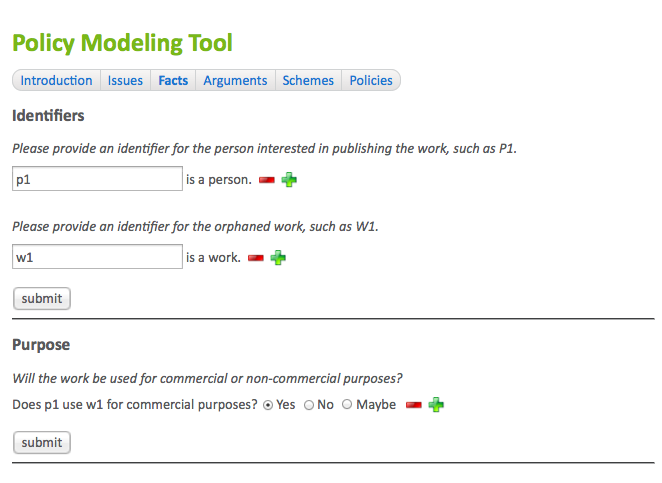 Policy Modeling Tool
Introduction Issues Facts Arguments Schemes Policies
Identifiers
Please provide an identifier for the person interested in publishing the work, such as P1.
p1 is a person.
Please provide an identifier for the orphaned work, such as W1.
w1 is a work.
submit
Purpose
Will the work be used for commercial or non-commercial purposes?
Does p1 use w1 for commercial purposes? Yes No Maybe
submit